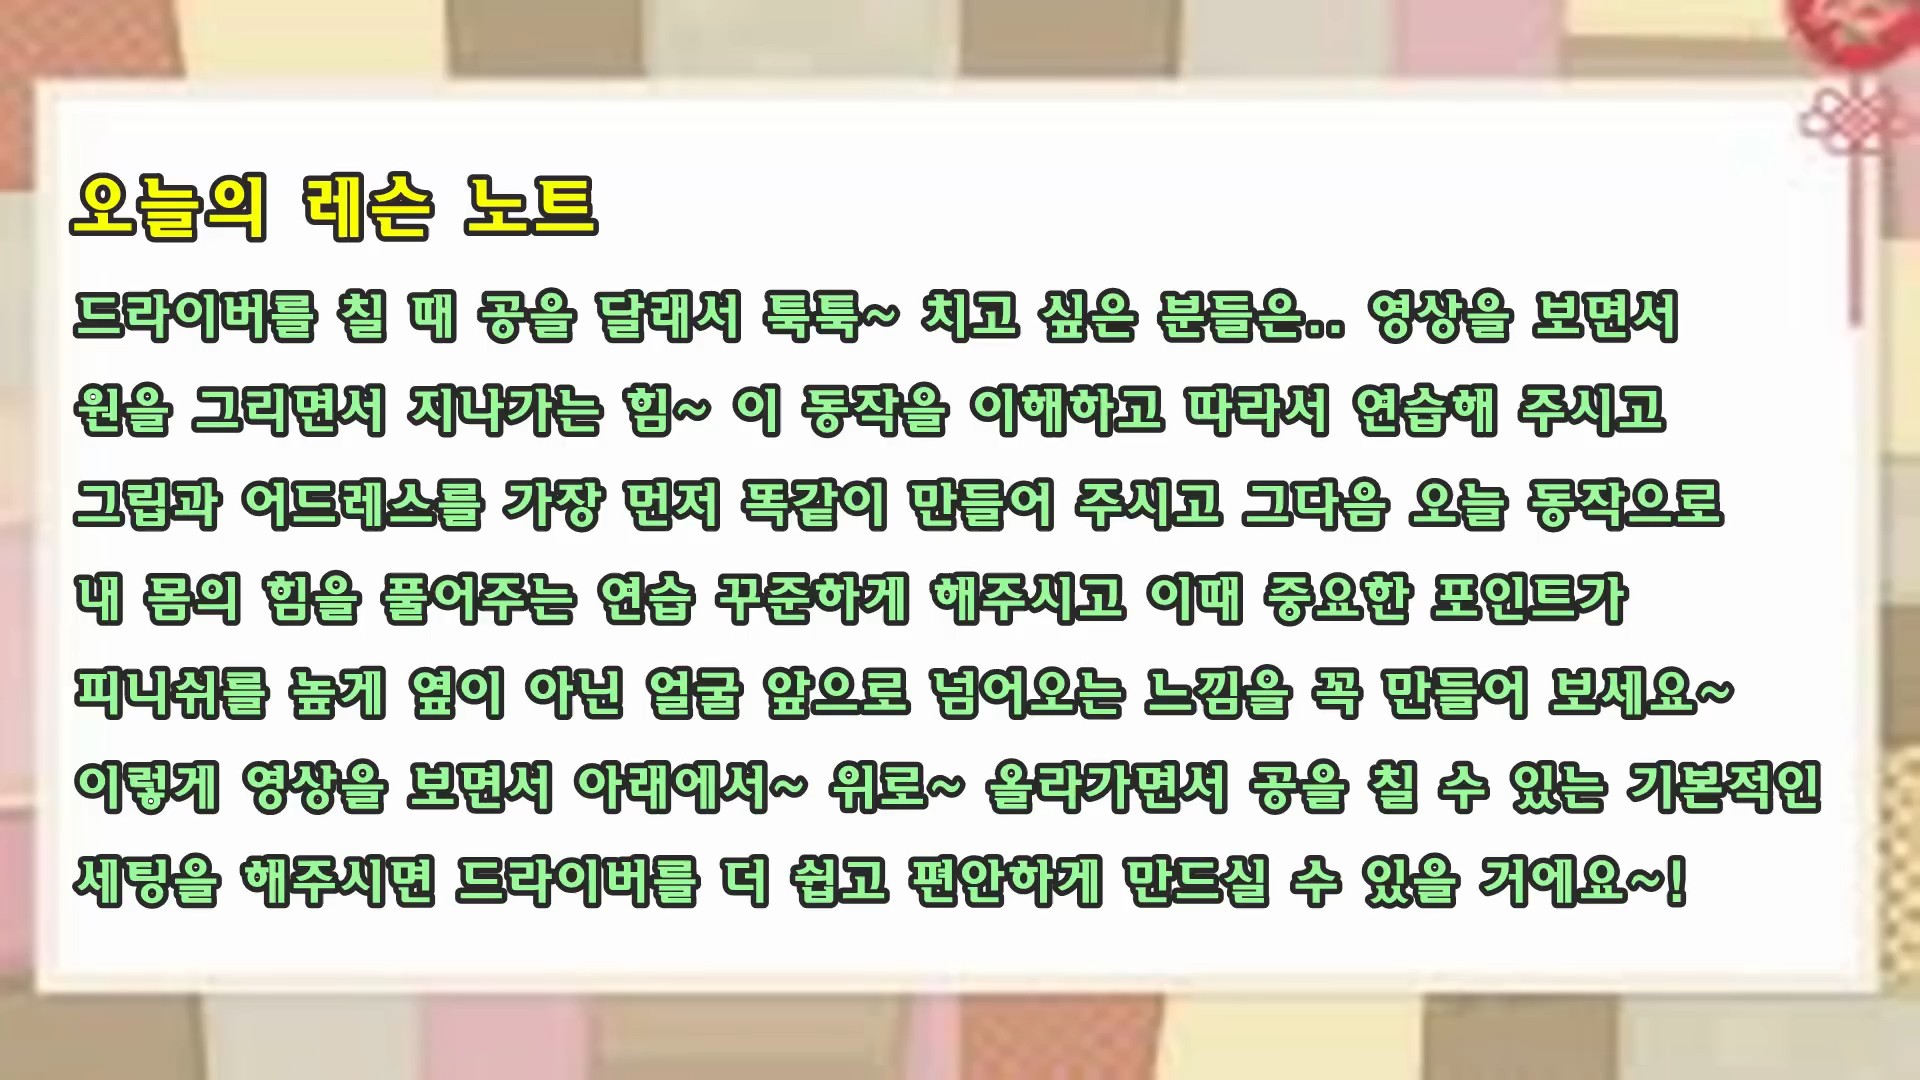 오늘의 레슨 노트
드라이버를 칠 때 공을 달래서 툭툭~ 치고 싶은 분들은.. 영상을 보면서
원을 그리면서 지나가는 힘~ 이 동작을 이해하고 따라서 연습해 주시고
그립과 어드레스를 가장 먼저 똑같이 만들어 주시고 그다음 오늘 동작으로
내 몸의 힘을 풀어주는 연습 꾸준하게 해주시고 이때 중요한 포인트가
피니쉬를 높게 옆이 아닌 얼굴 앞으로 넘어오는 느낌을 꼭 만들어 보세요~
이렇게 영상을 보면서 아래에서~ 위로~ 올라가면서 공을 칠 수 있는 기본적인
세팅을 해주시면 드라이버를 더 쉽고 편안하게 만드실 수 있을 거에요~!